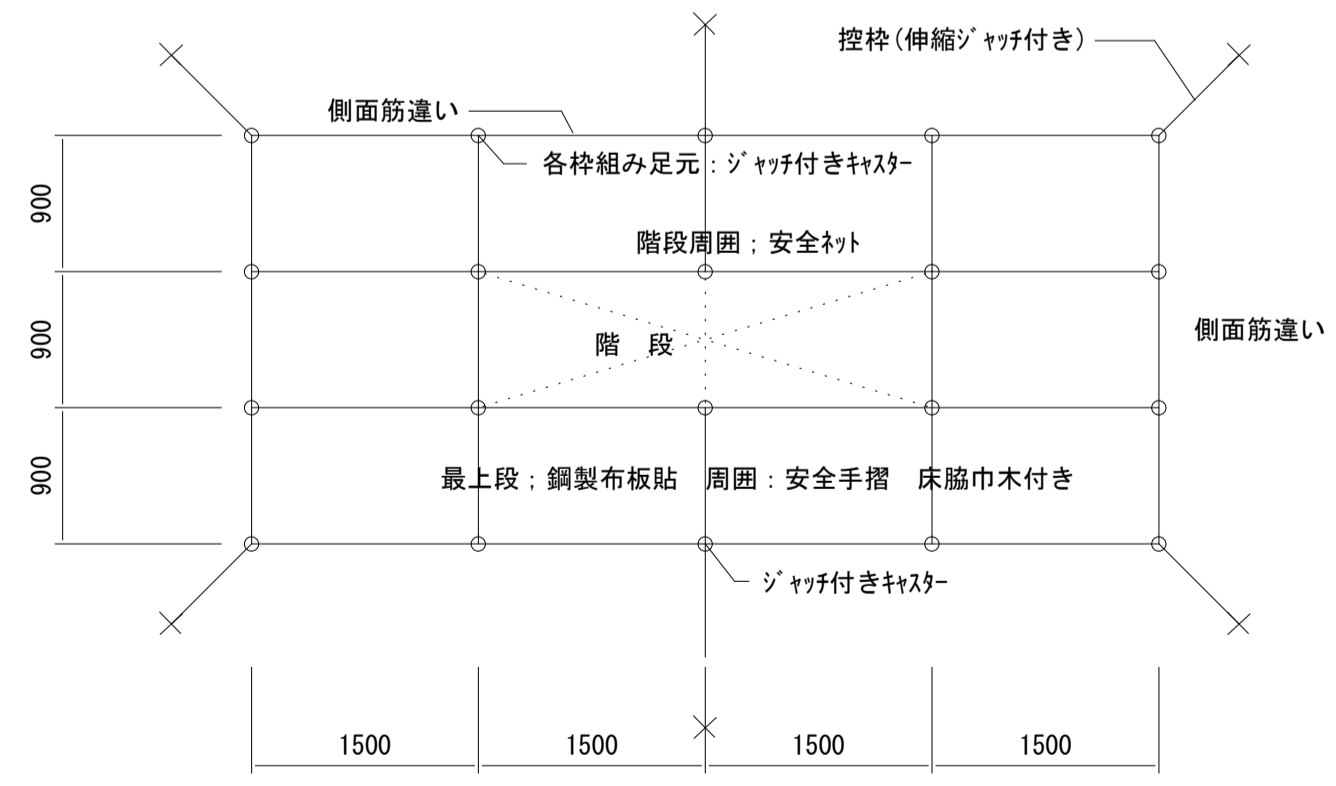 控枠(伸縮ｼﾞｬｯﾁ付き)
側面筋違い
各枠組み足元：ｼﾞｬｯﾁ付きｷｬｽﾀｰ
900
階段周囲；安全ﾈｯﾄ
900
階　段
側面筋違い
900
最上段；鋼製布板貼　周囲：安全手摺　床脇巾木付き
ｼﾞｬｯﾁ付きｷｬｽﾀｰ
1500
1500
1500
1500